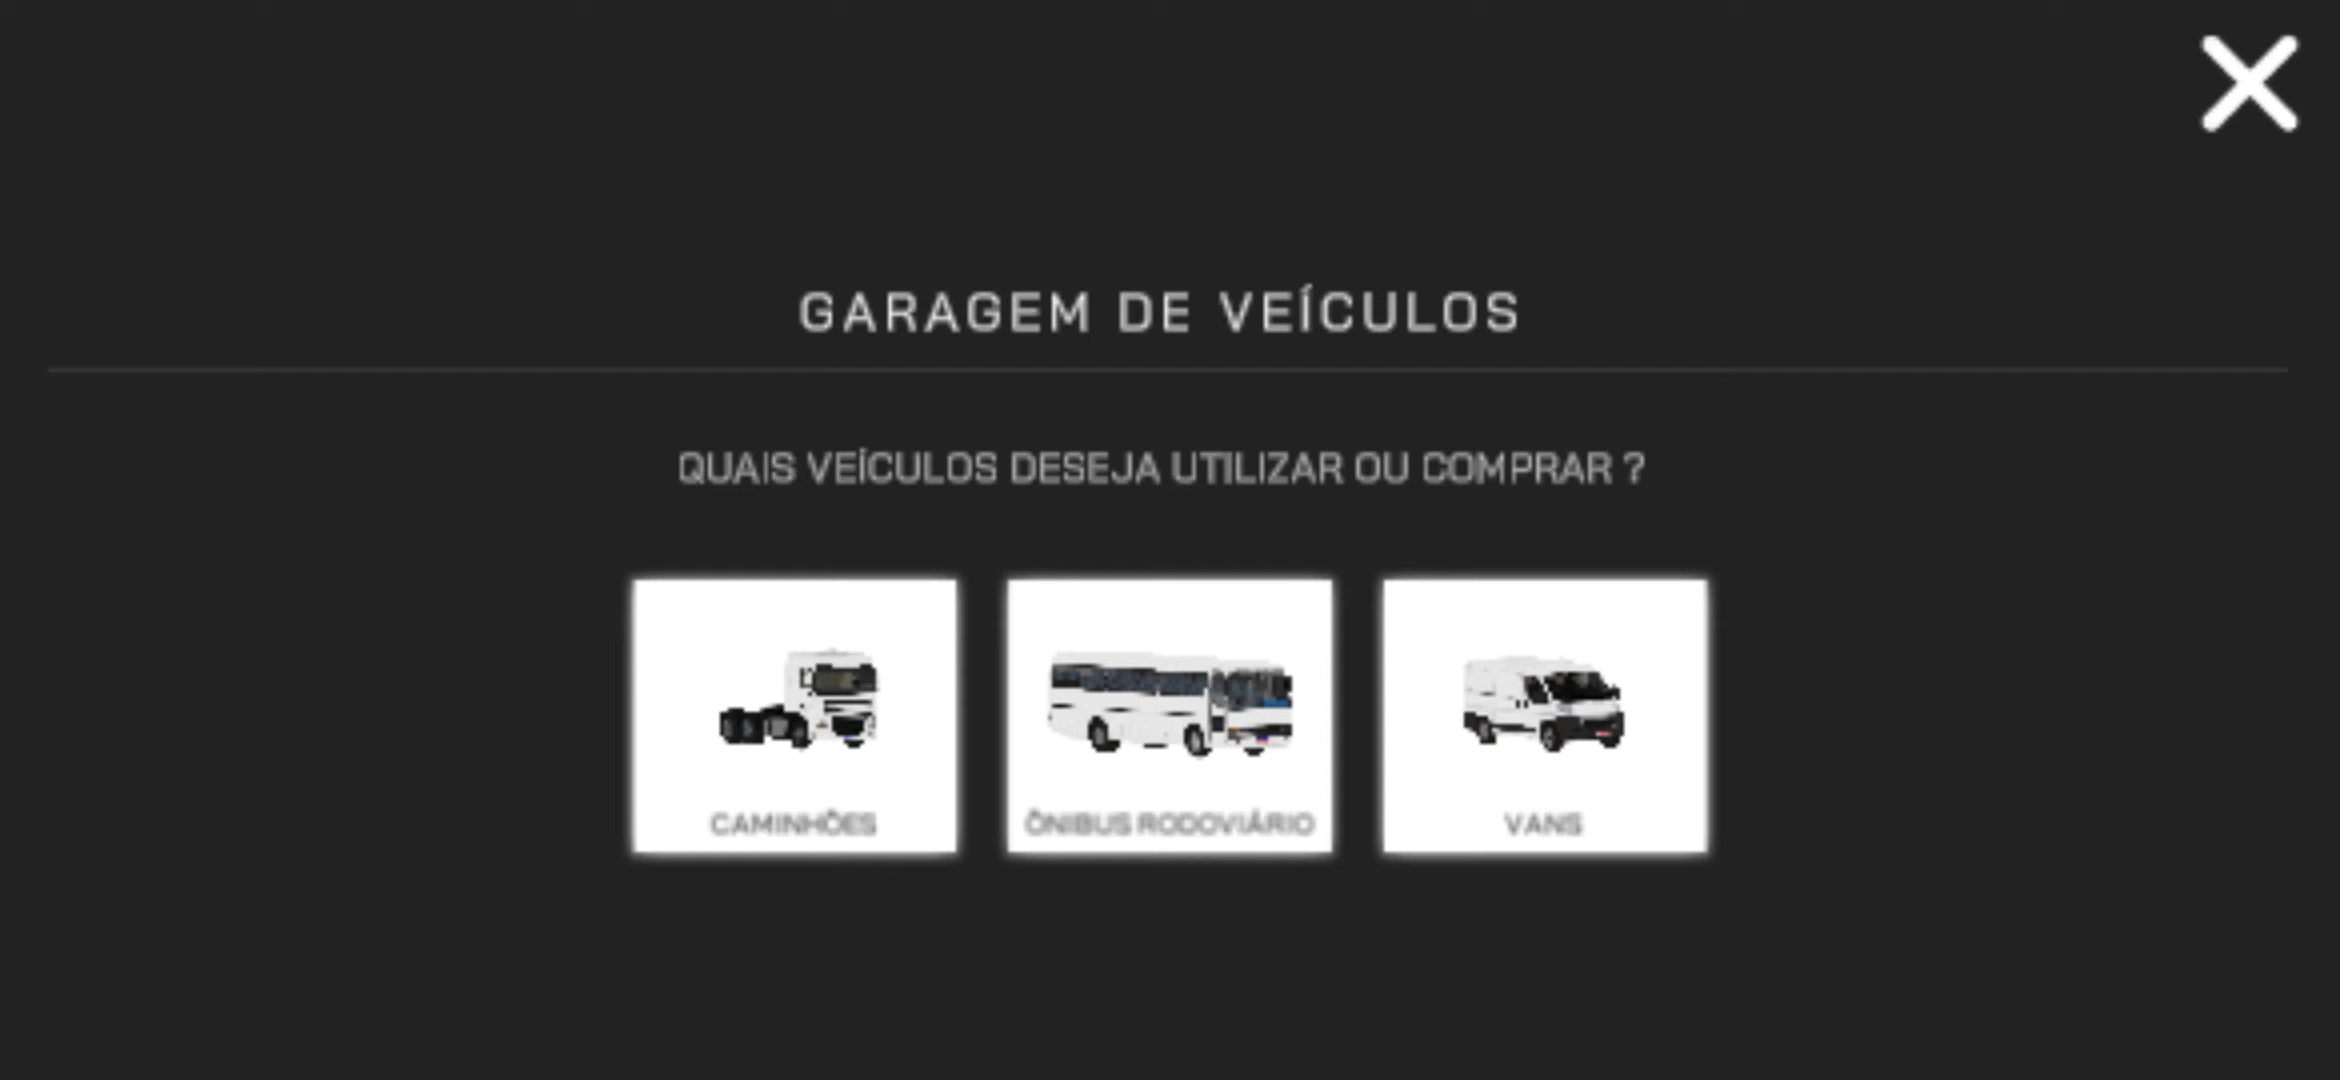 GARAGEM DE VEÍCULOS
QUAIS VEÍCULOS DESEJA UTILIZAR OU COMPRAR ?
CAMINHÕES
ÔNIBUS RODOVIÁRIO
VANS